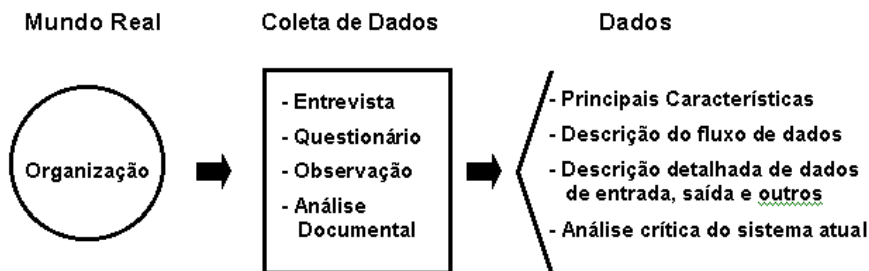 Mundo Real
Coleta de Dados
Dados
Organização
- Entrevista
- Questionário
- Observação
- Análise
Documental
- Principais Características
- Descrição do fluxo de dados
- Descrição detalhada de dados
de entrada, saída e outros
- Análise crítica do sistema atual